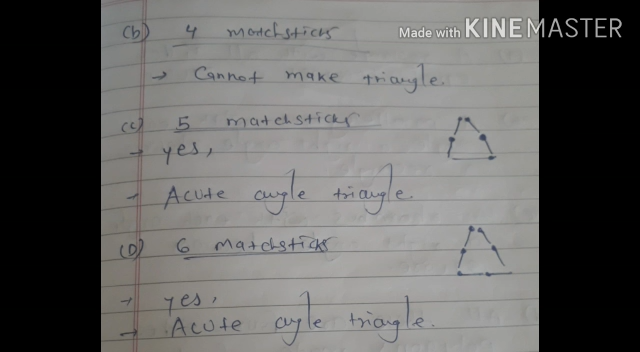 Made with KINEMASTER
(b) 4 matchsticks
→ Cannot make triangle.
(c) 5 matchsticks
→ yes,
→ Acute angle triangle.
(D) 6 matchsticks
→ yes,
→ Acute agle triangle.